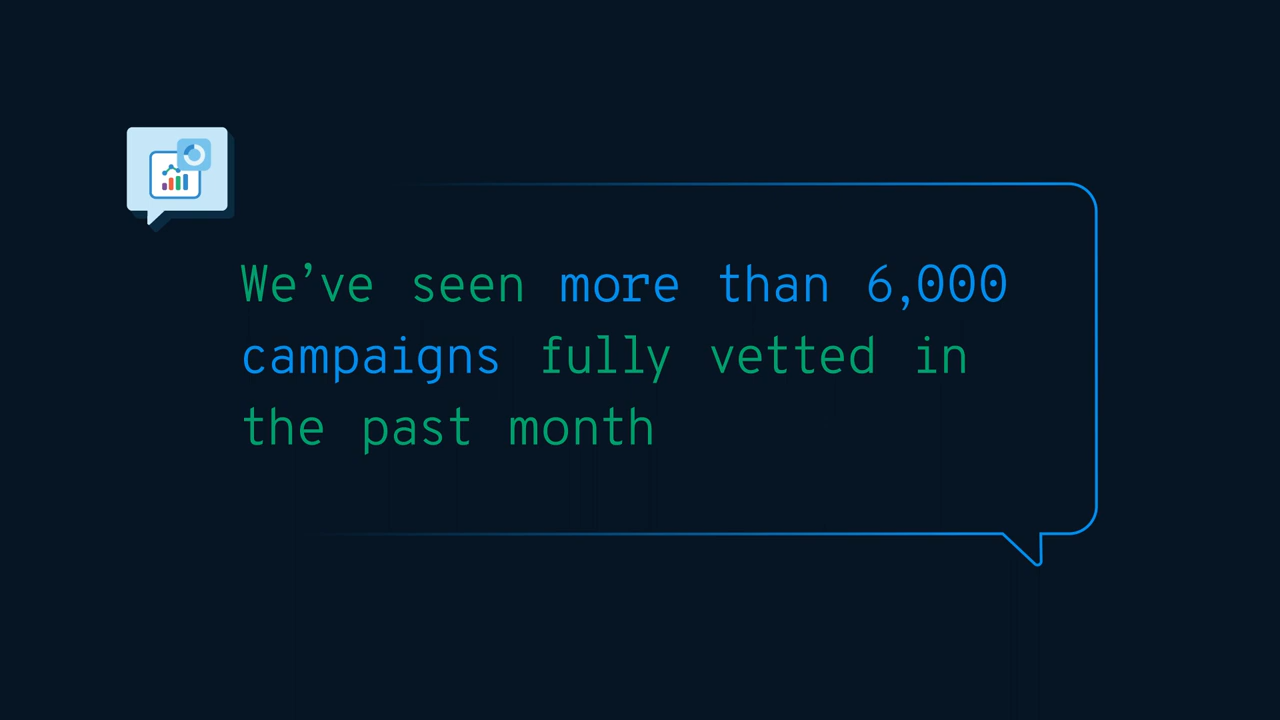 We’ve seen more than 6,000
campaigns fully vetted in
the past month